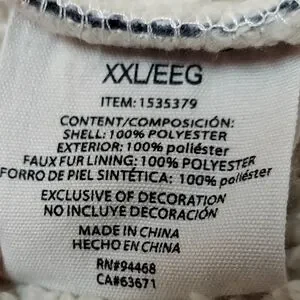 XXL/EEG
ITEM: 1535379
CONTENT/COMPOSICIÓN:
SHELL: 100% POLYESTER
EXTERIOR: 100% poliéster
FAUX FUR LINING: 100% POLYESTER
FORRO DE PIEL SINTÉTICA: 100% poliéster
EXCLUSIVE OF DECORATION
NO INCLUYE DECORACIÓN
MADE IN CHINA
HECHO EN CHINA
RN#94468
CA#63671